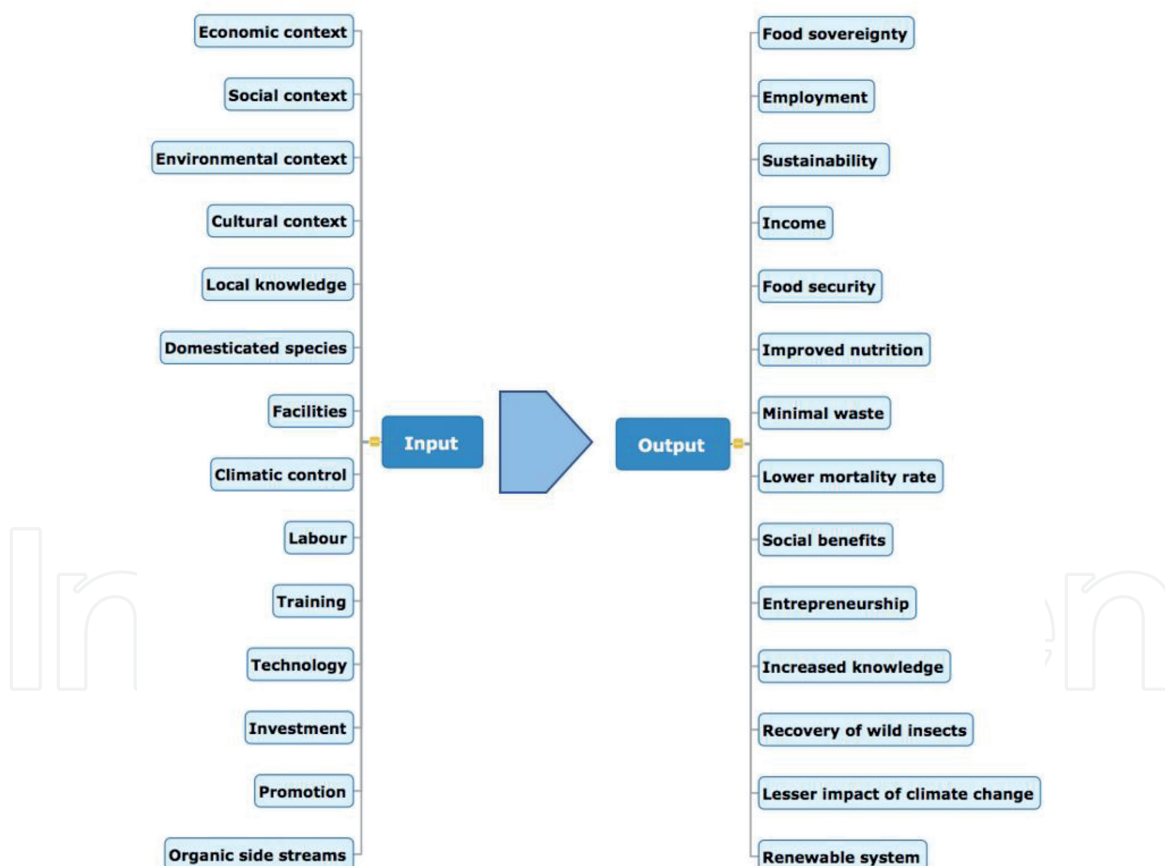 Economic context
Social context
Environmental context
Cultural context
Local knowledge
Domesticated species
Facilities
Climatic control
Labour
Training
Technology
Investment
Promotion
Organic side streams
Input
Output
Food sovereignty
Employment
Sustainability
Income
Food security
Improved nutrition
Minimal waste
Lower mortality rate
Social benefits
Entrepreneurship
Increased knowledge
Recovery of wild insects
Lesser impact of climate change
Renewable system
In
en